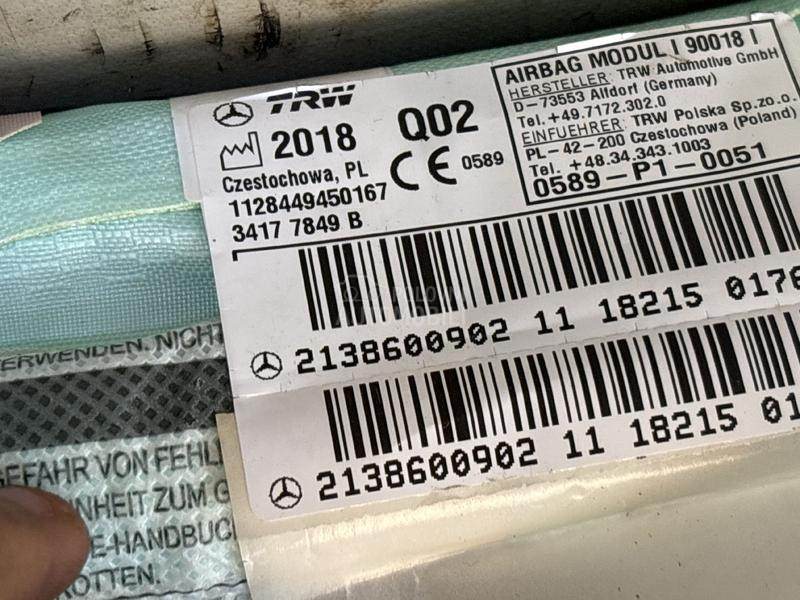 TRW
2018
Q02
Czestochowa, PL
1128449450167
3417 7849 B
CE 0589
AIRBAG MODUL I 90018 I
HERSTELLER: TRW Automotive GmbH
D-73553 Alfdorf (Germany)
Tel.+49.7172.302.0
EINFUEHRER: TRW Polska Sp.zo.o.
PL-42-200 Czestochowa (Poland)
Tel. +48.34.343.1003
0589-P1-0051
2138600902 11 18215 0176
2138600902 11 18215 01
ERWENDEN. NICHT
GEFAHR VON FEHL
NHEIT ZUM G
E-HANDBUC
ROTTEN.